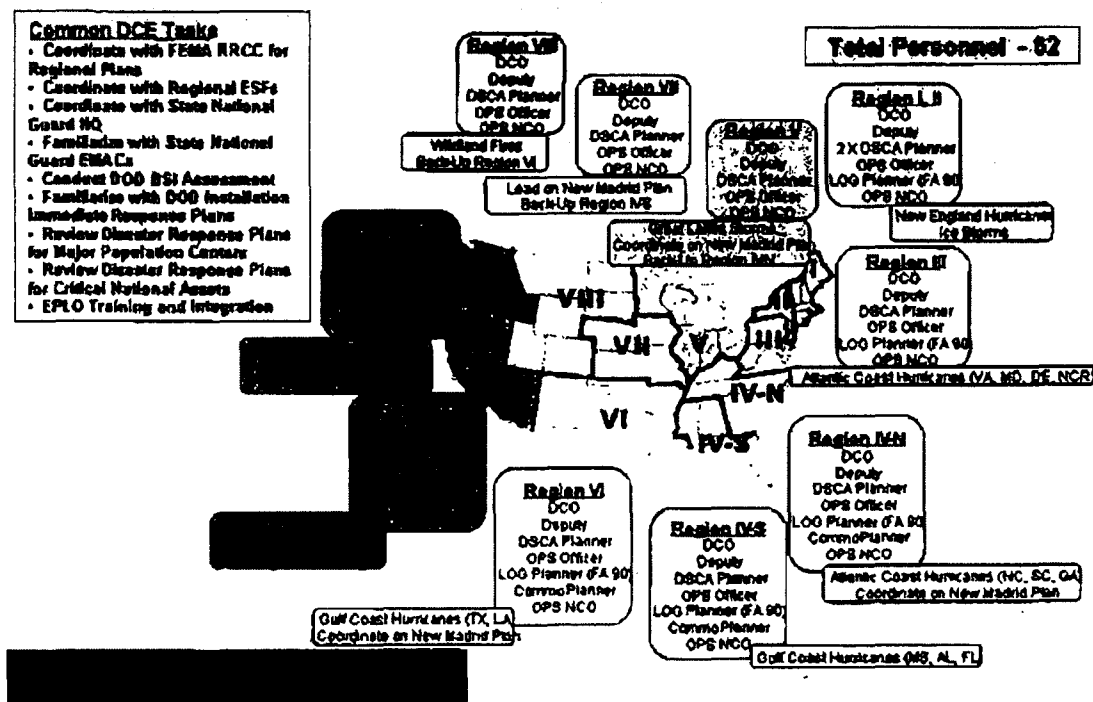 Common DCE Tasks
• Coordinate with FEMA RRCC for
Regional Plans
• Coordinate with Regional ESFs
• Coordinate with State National
Guard HQ
• Familiarize with State National
Guard EMACs
• Conduct DOD BSI Assessment
• Familiarize with DOD Installation
Immediate Response Plans
• Review Disaster Response Plans
for Major Population Centers
• Review Disaster Response Plans
for Critical National Assets
• EPLO Training and Integration
Total Personnel - 62
Region VIII
DCO
Deputy
DSCA Planner
OPS Officer
OPS NCO
Wildland Fires
Back-Up Region VI
Region VII
DCO
Deputy
DSCA Planner
OPS Officer
OPS NCO
Lead on New Madrid Plan
Back-Up Region IVS
Region V
DCO
Deputy
DSCA Planner
OPS Officer
OPS NCO
Great Lakes Storms
Coordinate on New Madrid Plan
Region I, II
DCO
Deputy
2 X DSCA Planner
OPS Officer
LOG Planner (FA 90)
OPS NCO
New England Hurricanes
Ice Storms
Region III
DCO
Deputy
DSCA Planner
OPS Officer
LOG Planner (FA 90)
OPS NCO
Atlantic Coast Hurricanes (VA, MD, DE, NCR)
I
II
VIII
VII
V
III
IV-N
VI
IV-S
Region IV-N
DCO
Deputy
DSCA Planner
OPS Officer
LOG Planner (FA 90)
Commo Planner
OPS NCO
Atlantic Coast Hurricanes (NC, SC, GA)
Coordinate on New Madrid Plan
Region VI
DCO
Deputy
DSCA Planner
OPS Officer
LOG Planner (FA 90)
Commo Planner
OPS NCO
Gulf Coast Hurricanes (TX, LA)
Coordinate on New Madrid Plan
Region IV-S
DCO
Deputy
DSCA Planner
OPS Officer
LOG Planner (FA 90)
Commo Planner
OPS NCO
Gulf Coast Hurricanes (MS, AL, FL)